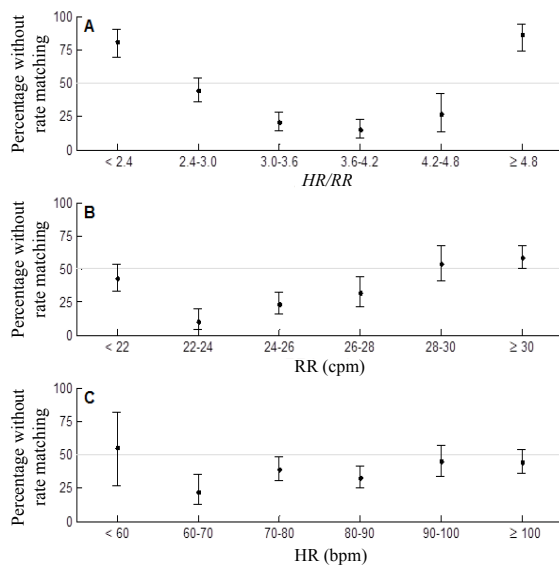 A
Percentage without
rate matching
100
75
50
25
0
< 2.4 2.4-3.0 3.0-3.6 3.6-4.2 4.2-4.8 ≥ 4.8
HR/RR
B
Percentage without
rate matching
100
75
50
25
0
< 22 22-24 24-26 26-28 28-30 ≥ 30
RR (cpm)
C
Percentage without
rate matching
100
75
50
25
0
< 60 60-70 70-80 80-90 90-100 ≥ 100
HR (bpm)